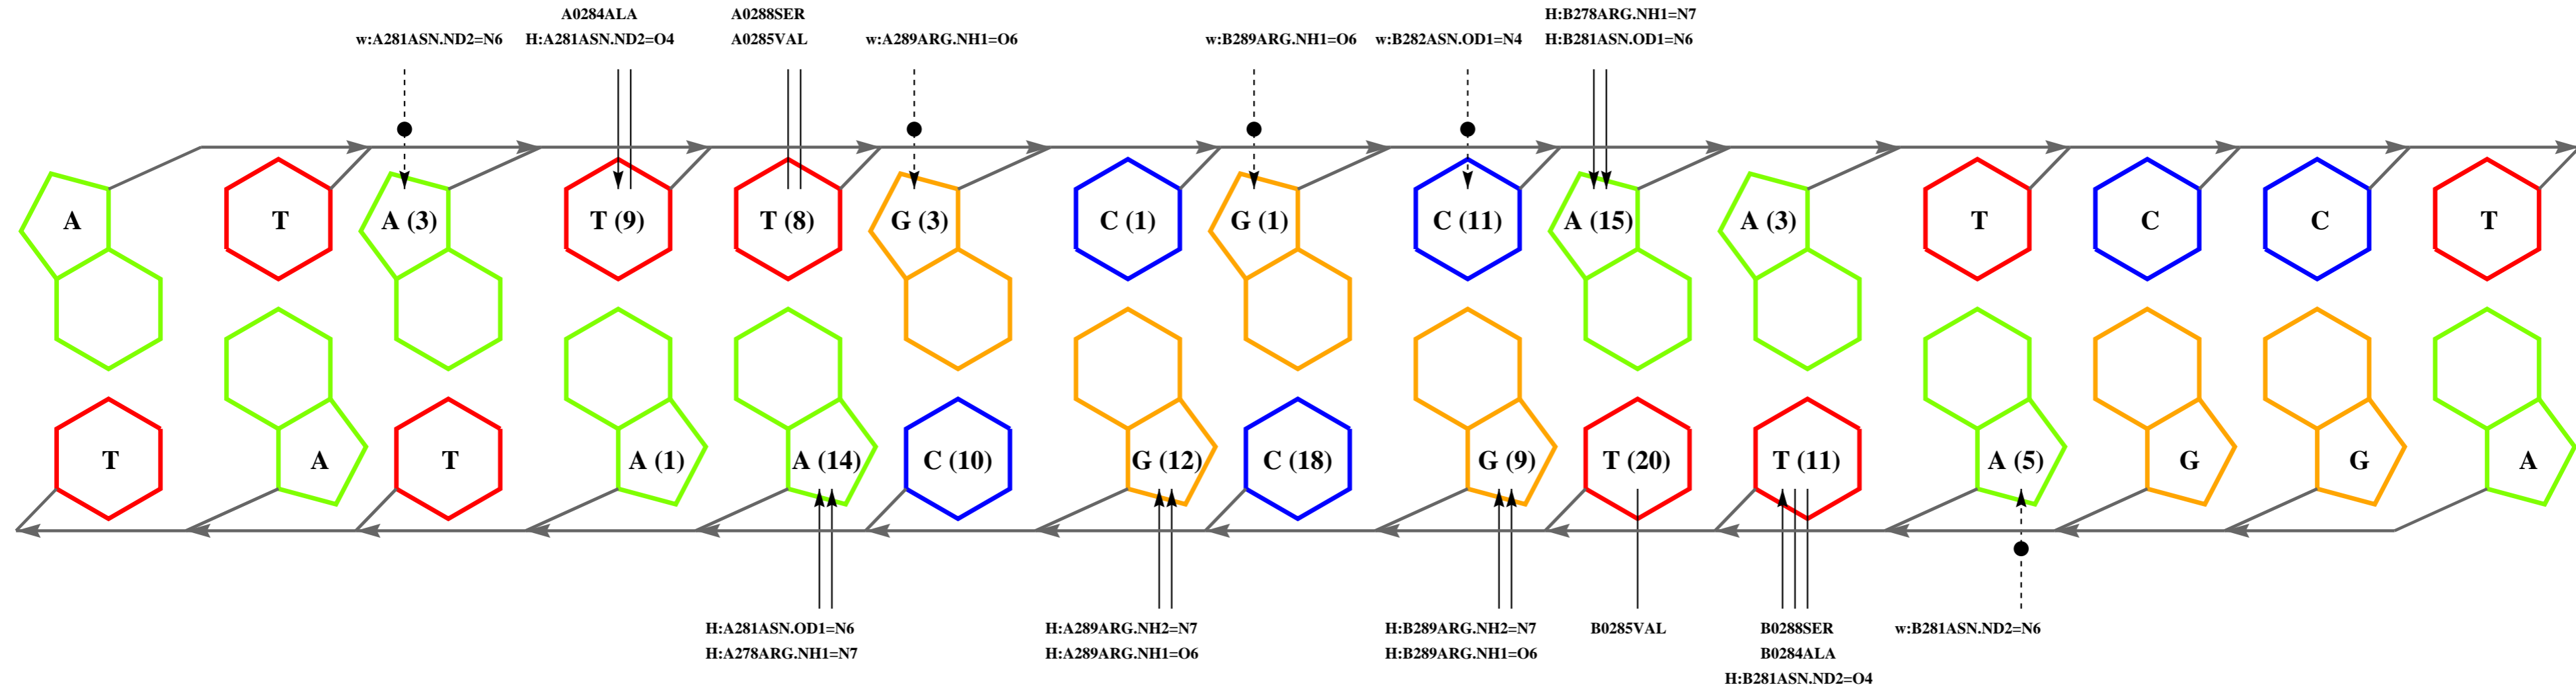 A0284ALA A0288SER H:B278ARG.NH1=N7
w:A281ASN.ND2=N6 H:A281ASN.ND2=O4 A0285VAL w:A289ARG.NH1=O6 w:B289ARG.NH1=O6 w:B282ASN.OD1=N4 H:B281ASN.OD1=N6
A T A (3) T (9) T (8) G (3) C (1) G (1) C (11) A (15) A (3) T C C T
T A T A (1) A (14) C (10) G (12) C (18) G (9) T (20) T (11) A (5) G G A
H:A281ASN.OD1=N6 H:A289ARG.NH2=N7 H:B289ARG.NH2=N7 B0285VAL B0288SER w:B281ASN.ND2=N6
H:A278ARG.NH1=N7 H:A289ARG.NH1=O6 H:B289ARG.NH1=O6 B0284ALA
H:B281ASN.ND2=O4